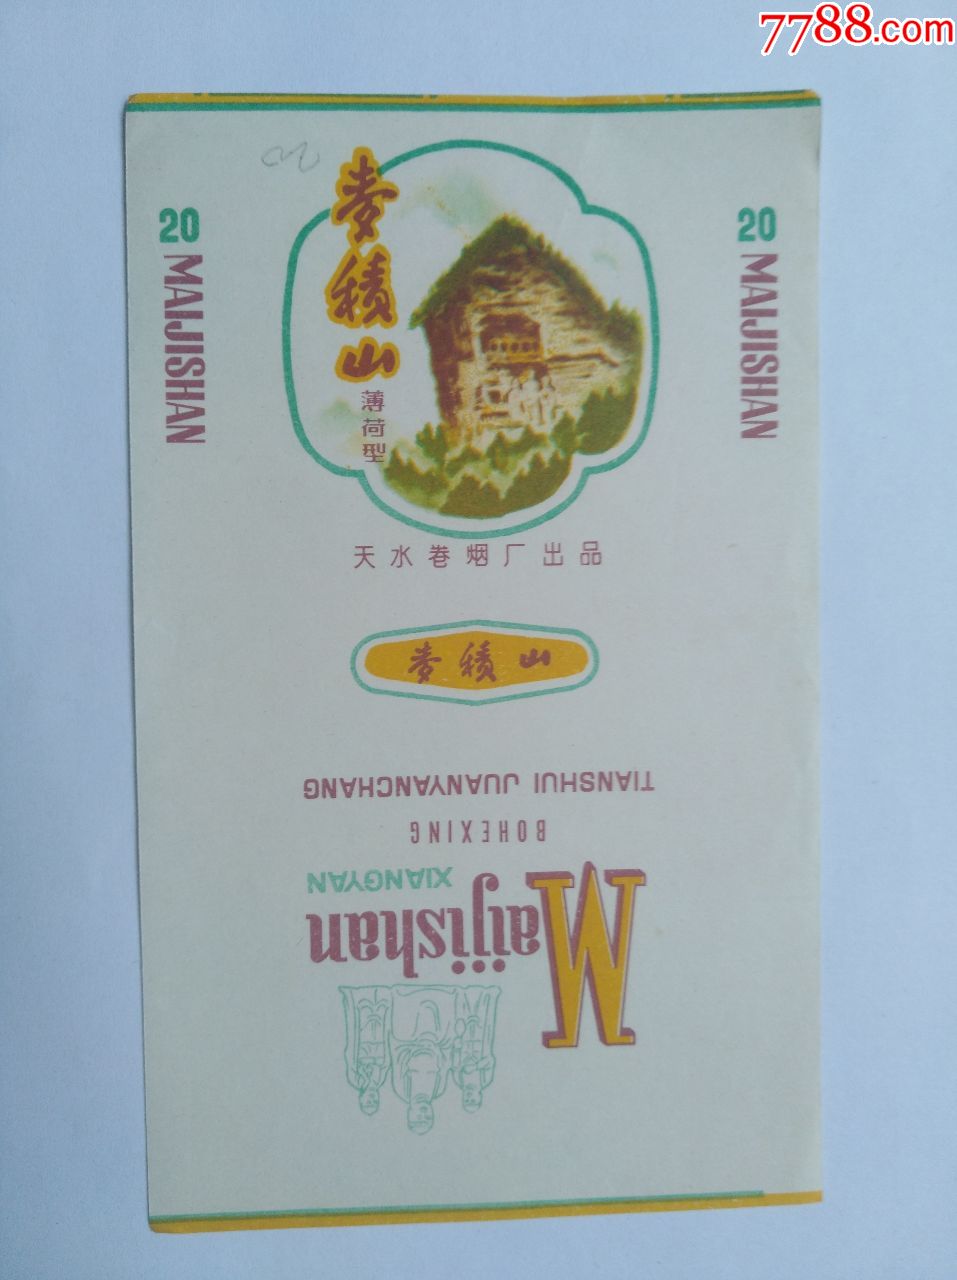 7788.com
麦积山
薄荷型
20 MAIJISHAN
20 MAIJISHAN
天水卷烟厂出品
麦积山
TIANSHUI JUANYANCHANG
BOHEXING
XIANGYAN
Maijishan